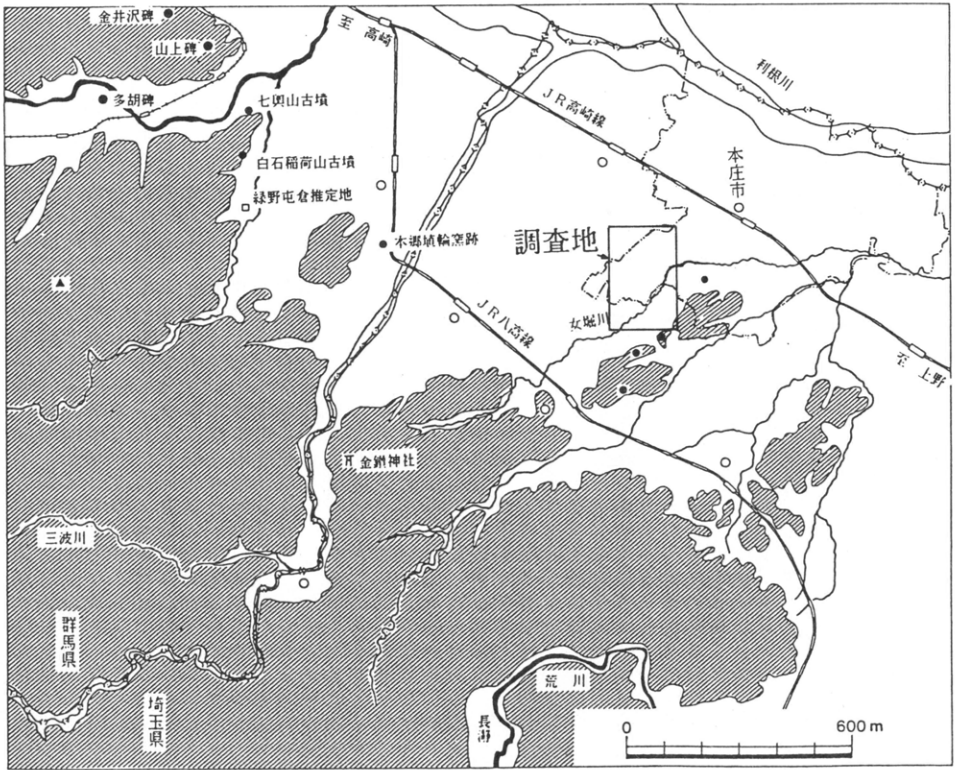 金井沢碑
山上碑
多胡碑
七輿山古墳
白石稲荷山古墳
緑野屯倉推定地
本郷埴輪窯跡
至 高崎
JR高崎線
利根川
本庄市
調査地
女堀川
JR八高線
至 上野
金鑚神社
三波川
群馬県
埼玉県
荒川
長瀞
0
600m